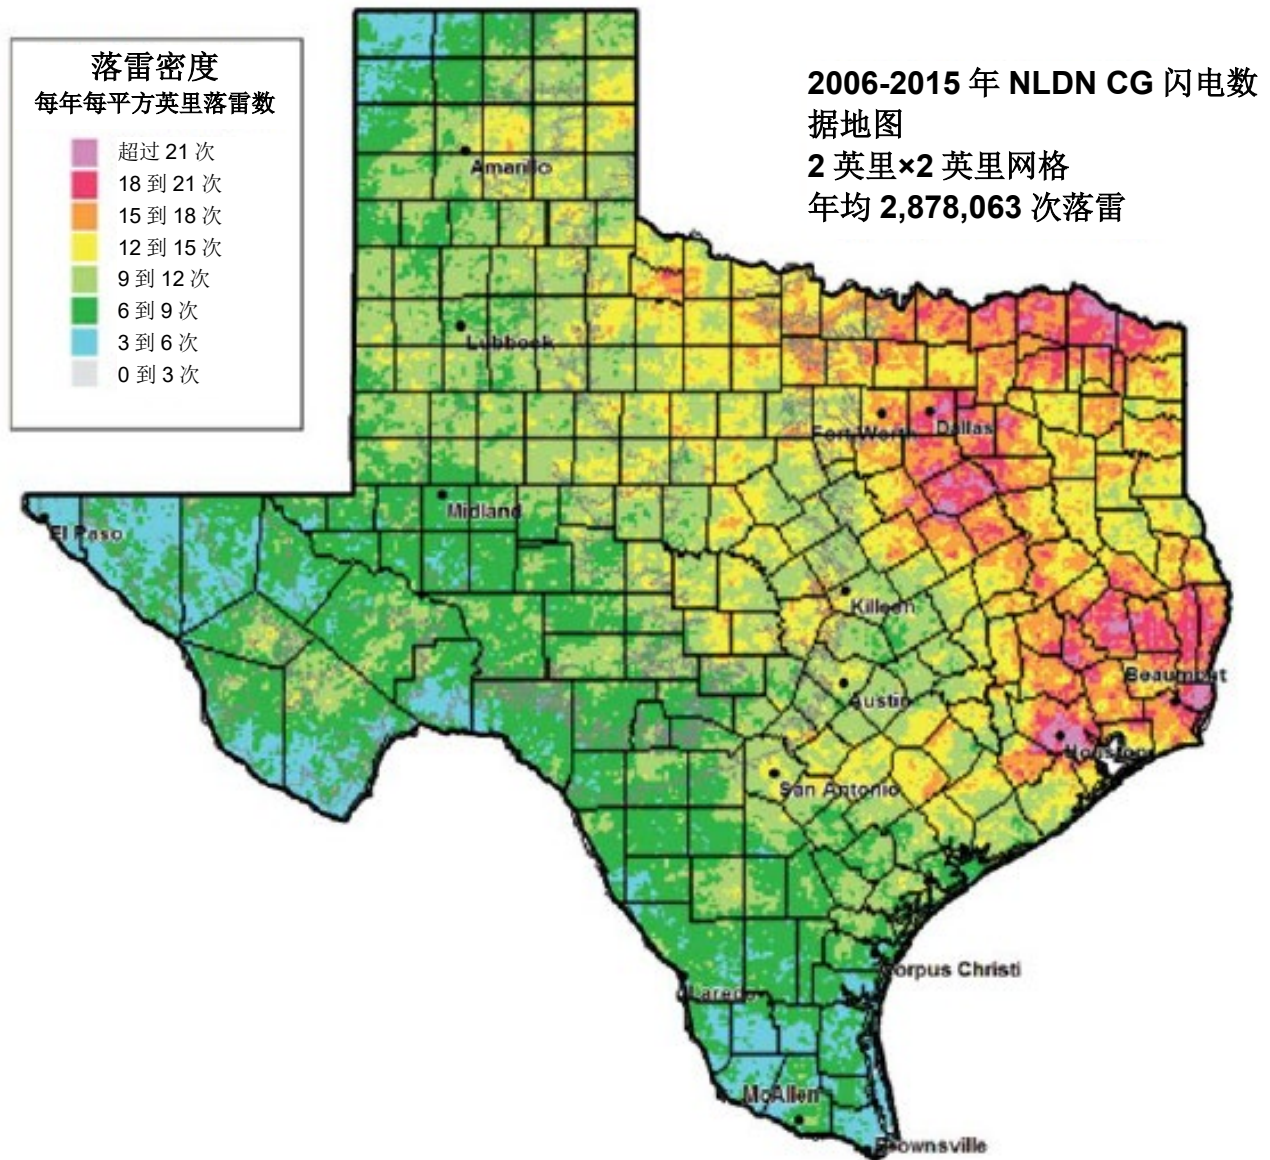 落雷密度
每年每平方英里落雷数
超过 21 次
18 到 21 次
15 到 18 次
12 到 15 次
9 到 12 次
6 到 9 次
3 到 6 次
0 到 3 次
2006-2015 年 NLDN CG 闪电数
据地图
2 英里×2 英里网格
年均 2,878,063 次落雷
Amarillo
Lubbock
Fort Worth
Dallas
Midland
El Paso
Killeen
Beaumont
Austin
Houston
San Antonio
Corpus Christi
Laredo
McAllen
Brownsville